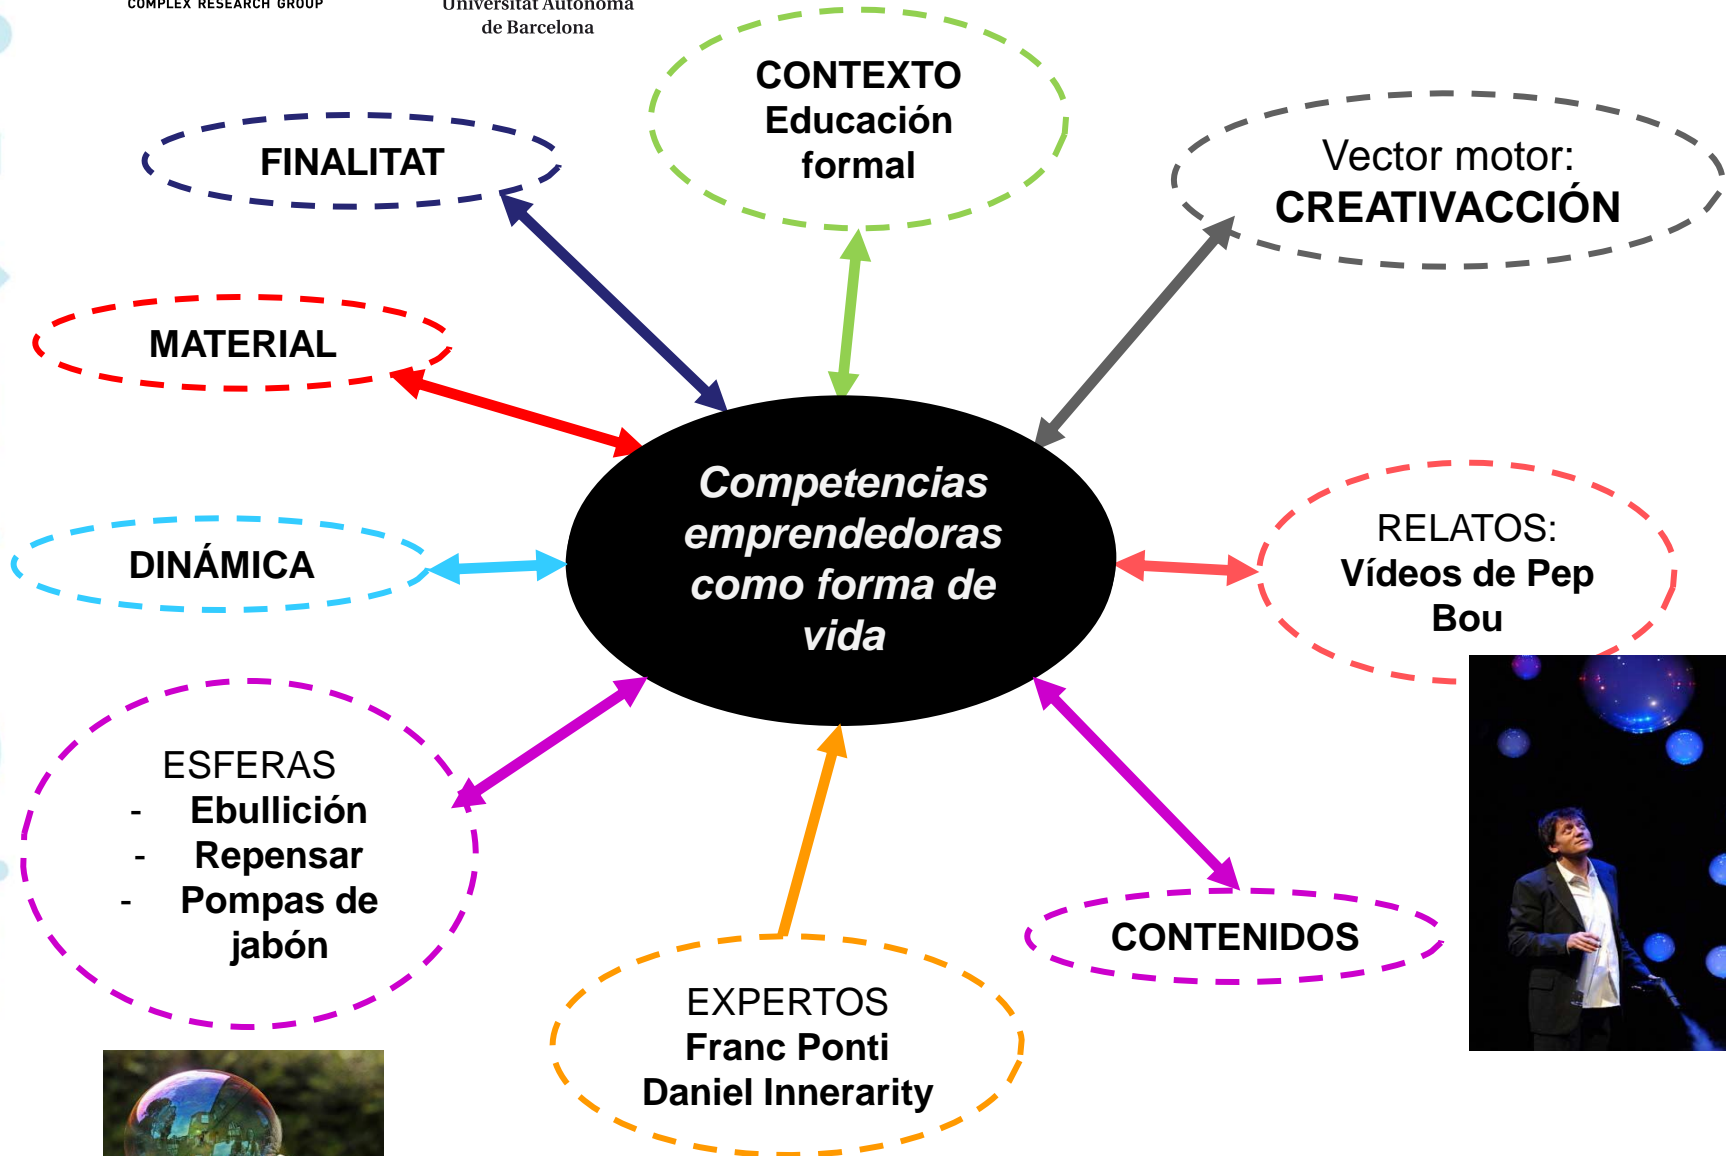 COMPLEX RESEARCH GROUP
Universitat Autònoma
de Barcelona
CONTEXTO
Educación
formal
FINALITAT
Vector motor:
CREATIVACCIÓN
MATERIAL
Competencias
emprendedoras
como forma de
vida
RELATOS:
Vídeos de Pep
Bou
DINÁMICA
ESFERAS
- Ebullición
- Repensar
- Pompas de
jabón
CONTENIDOS
EXPERTOS
Franc Ponti
Daniel Innerarity